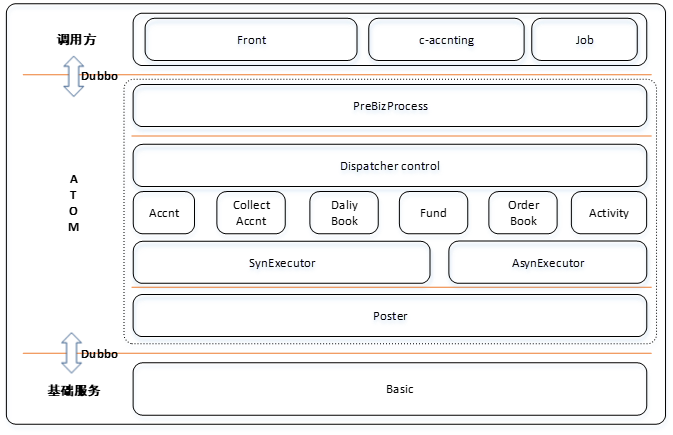 调用方
Front
c-accnting
Job
Dubbo
PreBizProcess
Dispatcher control
A
T
O
M
Accnt
Collect
Accnt
Daliy
Book
Fund
Order
Book
Activity
SynExecutor
AsynExecutor
Poster
Dubbo
基础服务
Basic